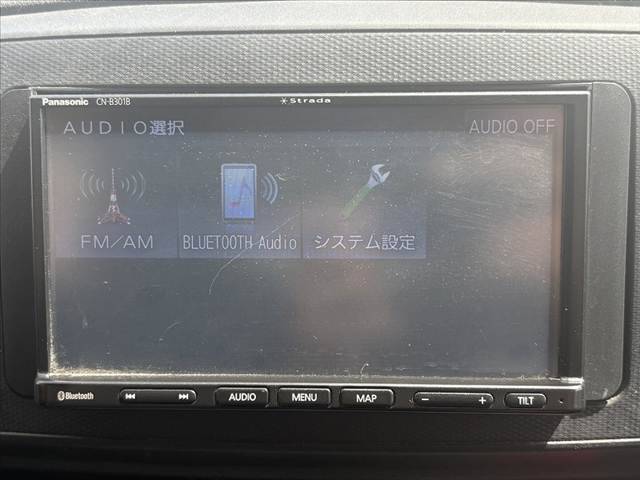 Panasonic CN-B301B Strada
AUDIO選択 AUDIO OFF
FM/AM BLUETOOTH Audio システム設定
Bluetooth AUDIO MENU MAP − + TILT